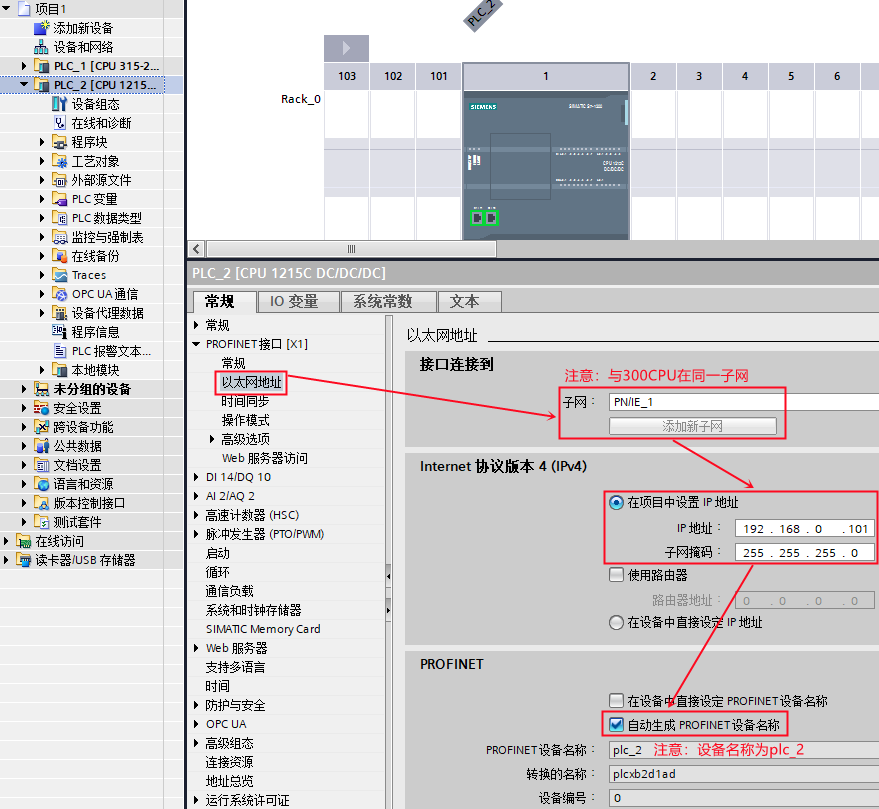 项目1
添加新设备
设备和网络
PLC_1 [CPU 315-2...
PLC_2 [CPU 1215...
设备组态
在线和诊断
程序块
工艺对象
外部源文件
PLC 变量
PLC 数据类型
监控与强制表
在线备份
Traces
OPC UA 通信
设备代理数据
程序信息
PLC 报警文本...
本地模块
未分组的设备
安全设置
跨设备功能
公共数据
文档设置
语言和资源
版本控制接口
测试套件
在线访问
读卡器/USB 存储器
PLC_2
103 102 101 1 2 3 4 5 6
Rack_0
SIEMENS
PLC_2 [CPU 1215C DC/DC/DC]
常规 IO 变量 系统常数 文本
常规
PROFINET 接口 [X1]
常规
以太网地址
时间同步
操作模式
高级选项
Web 服务器访问
DI 14/DQ 10
AI 2/AQ 2
高速计数器 (HSC)
脉冲发生器 (PTO/PWM)
启动
循环
通信负载
系统和时钟存储器
SIMATIC Memory Card
Web 服务器
支持多语言
时间
防护与安全
OPC UA
高级组态
连接资源
地址总览
运行系统许可证
以太网地址
接口连接到
注意：与300CPU在同一子网
子网： PN/IE_1
添加新子网
Internet 协议版本 4 (IPv4)
在项目中设置 IP 地址
IP 地址： 192 . 168 . 0 . 101
子网掩码： 255 . 255 . 255 . 0
使用路由器
路由器地址： 0 . 0 . 0 . 0
在设备中直接设定 IP 地址
PROFINET
在设备中直接设定 PROFINET 设备名称
自动生成 PROFINET 设备名称
PROFINET 设备名称： plc_2 注意：设备名称为plc_2
转换的名称： plcxb2d1ad
设备编号： 0